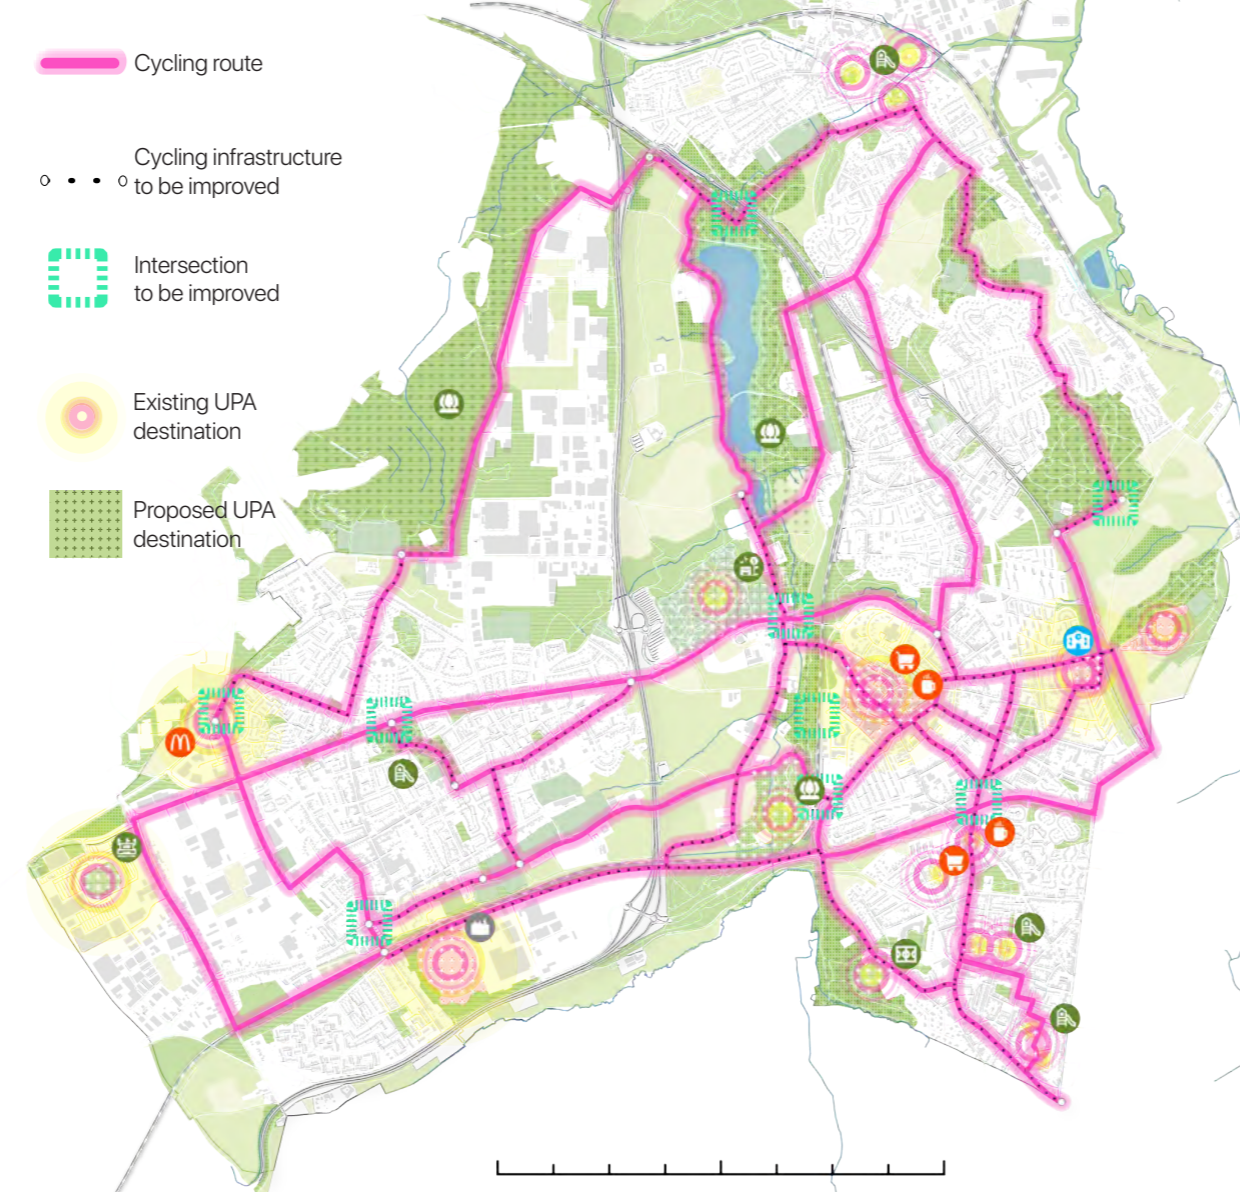 Cycling route
Cycling infrastructure
to be improved
Intersection
to be improved
Existing UPA
destination
Proposed UPA
destination